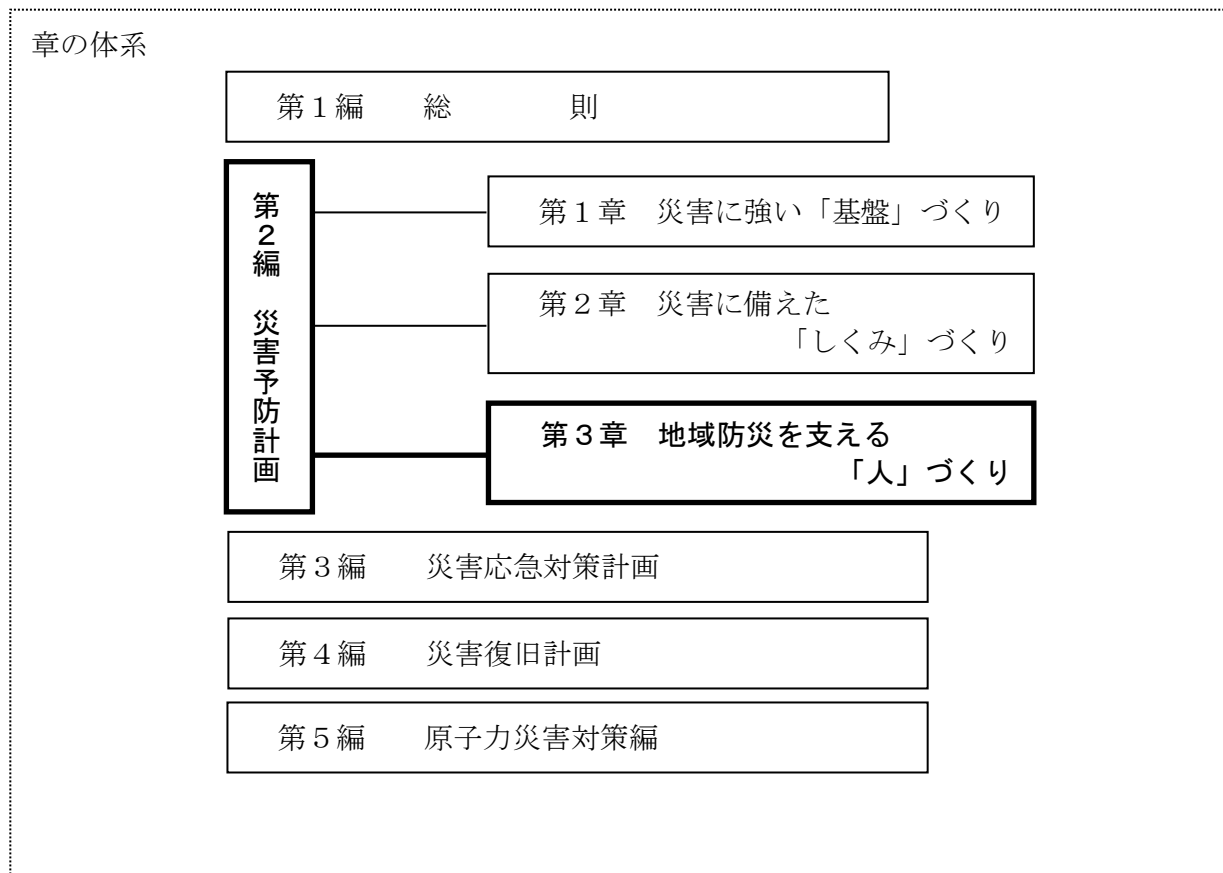 章の体系
第１編　　総　　　　則
第２編　災害予防計画
第１章　災害に強い「基盤」づくり
第２章　災害に備えた
「しくみ」づくり
第３章　地域防災を支える
「人」づくり
第３編　　災害応急対策計画
第４編　　災害復旧計画
第５編　　原子力災害対策編